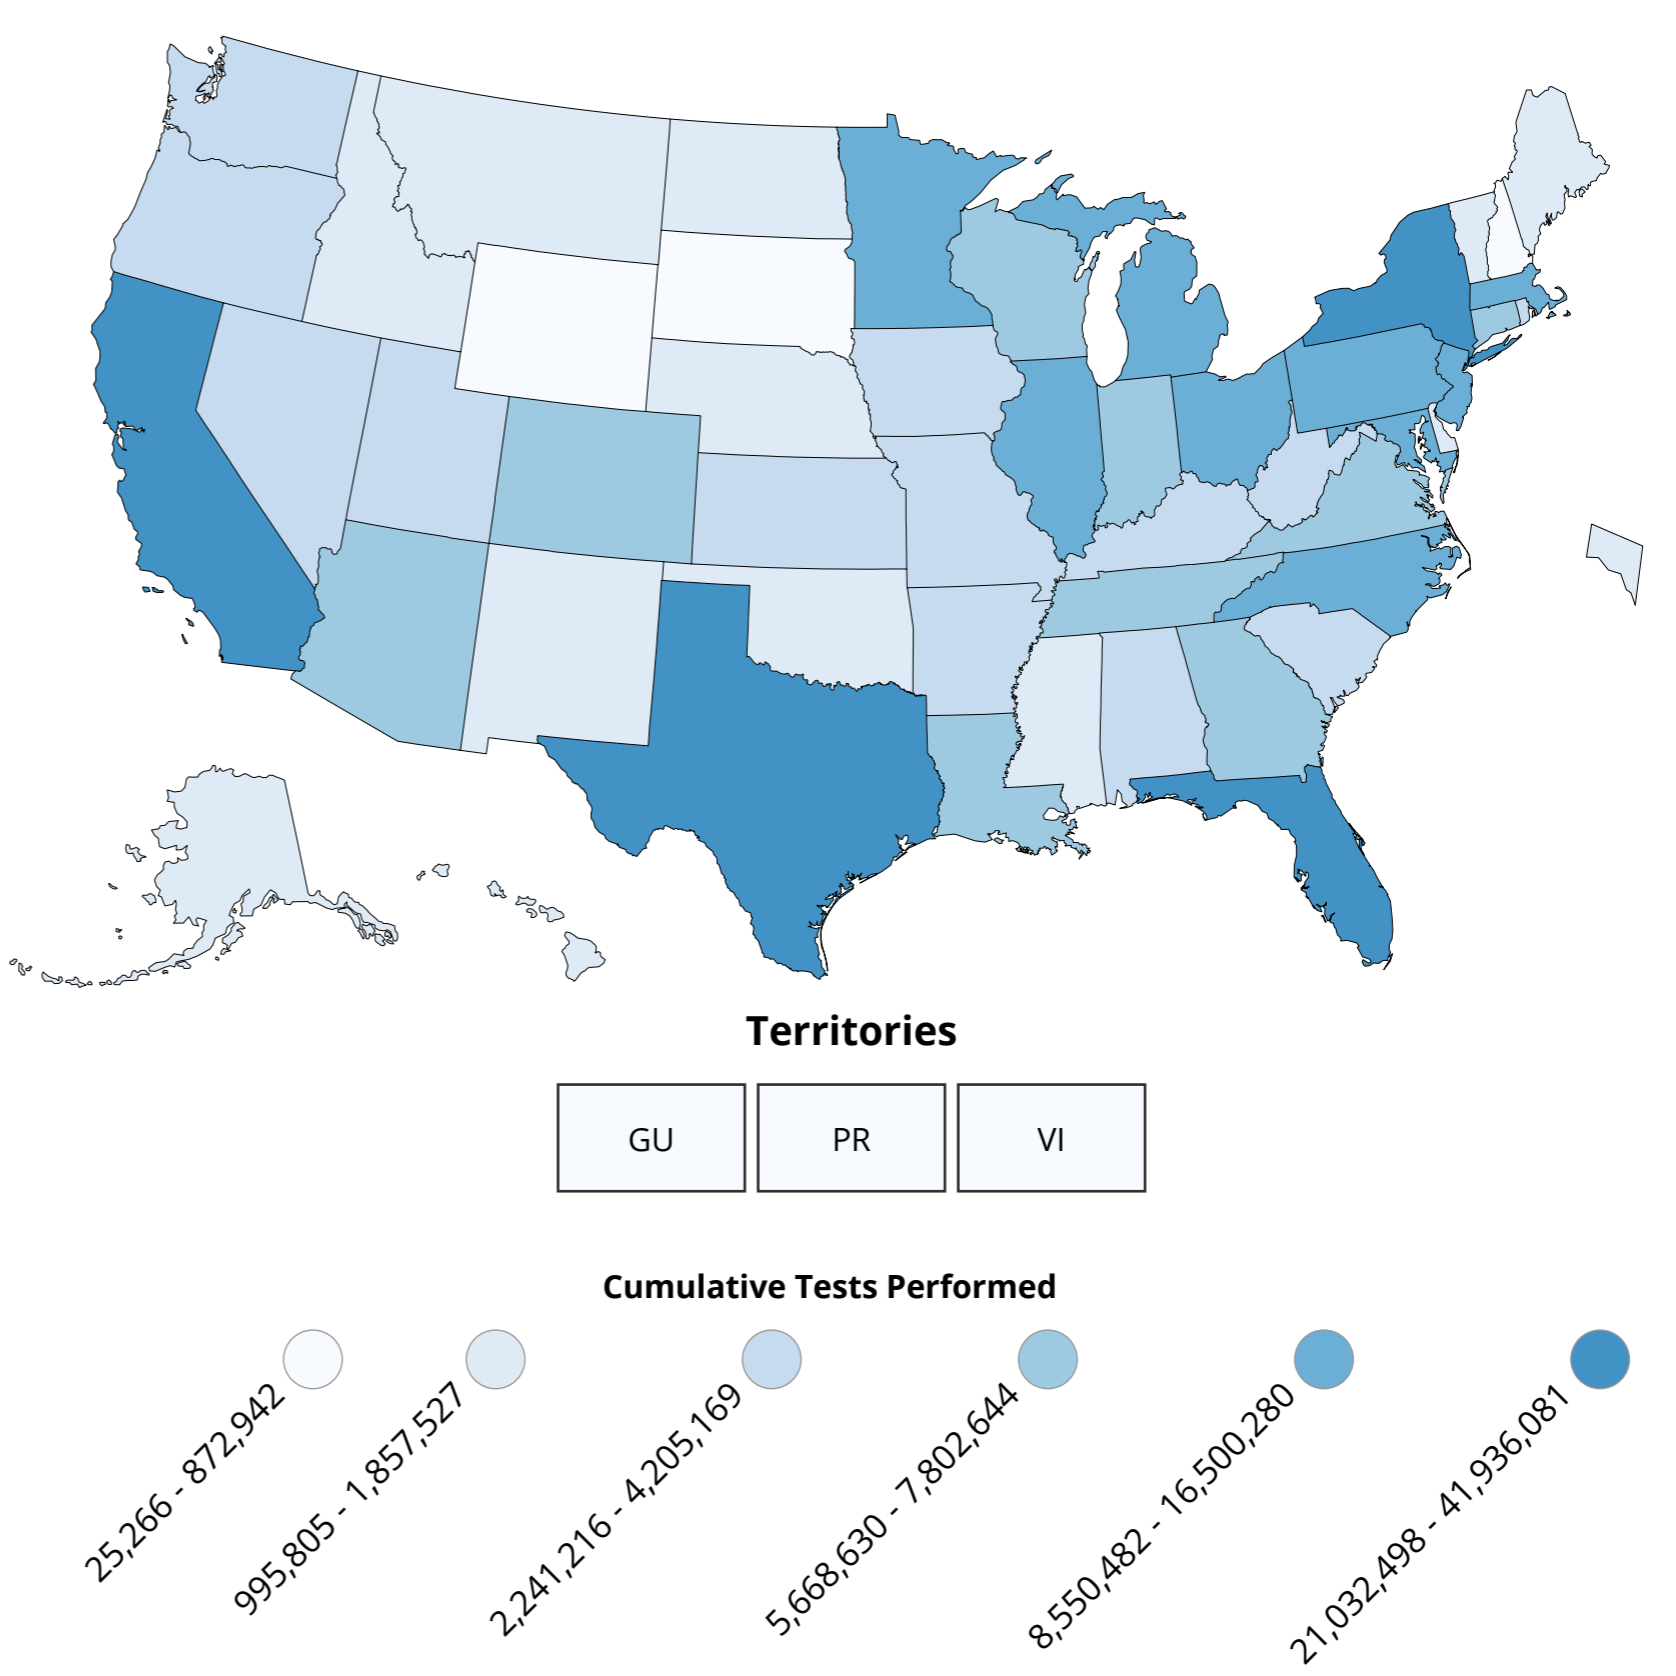 Territories
GU
PR
VI
Cumulative Tests Performed
25,266 - 872,942
995,805 - 1,857,527
2,241,216 - 4,205,169
5,668,630 - 7,802,644
8,550,482 - 16,500,280
21,032,498 - 41,936,081